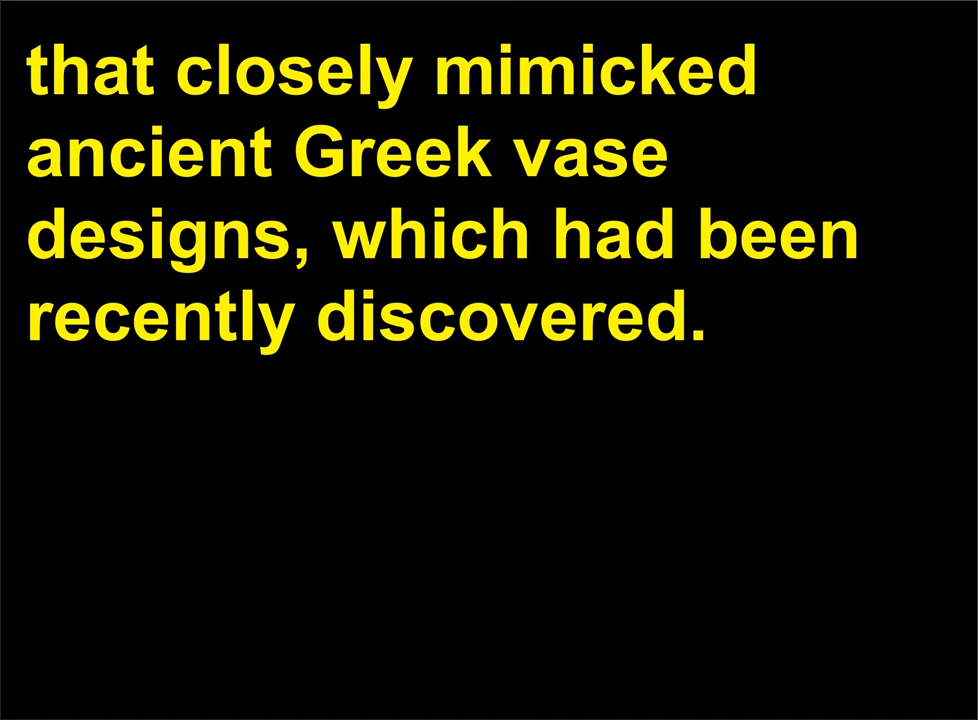 that closely mimicked
ancient Greek vase
designs, which had been
recently discovered.